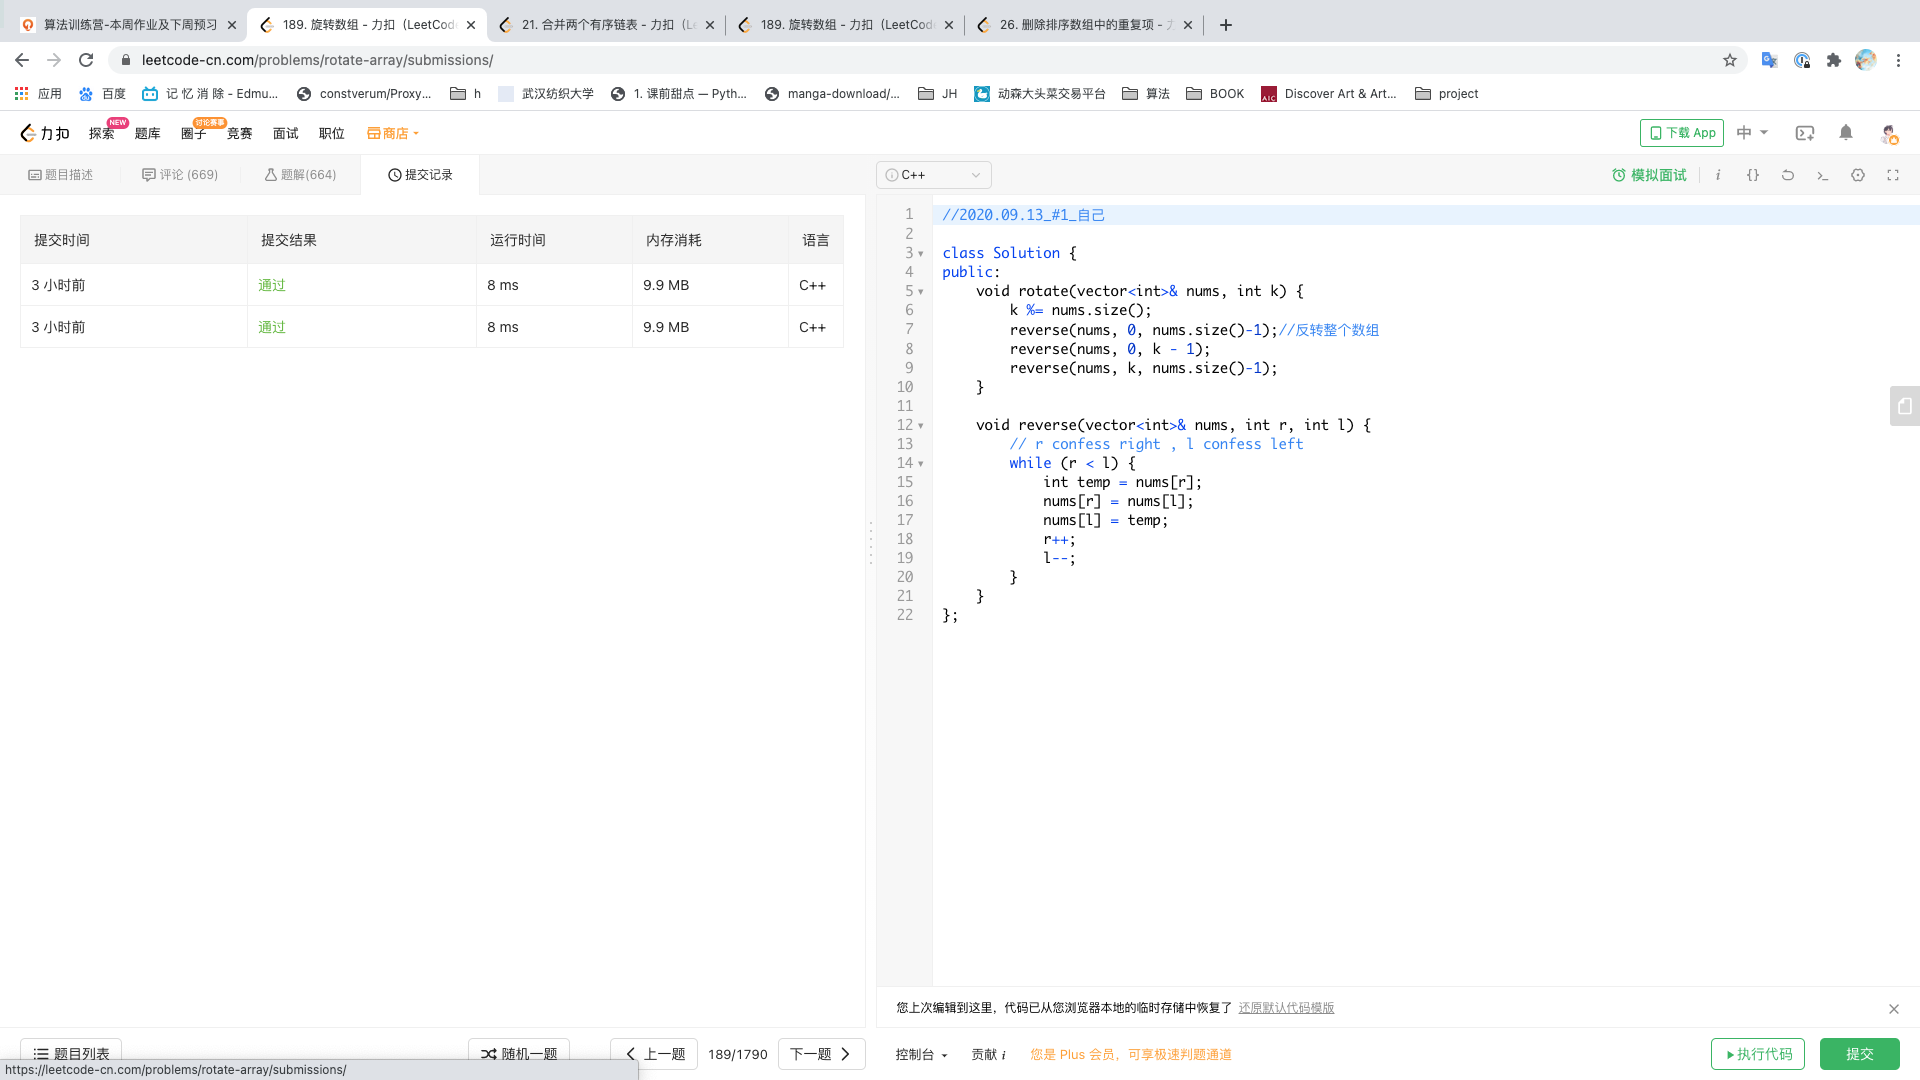 算法训练营-本周作业及下周预习
189. 旋转数组 - 力扣（LeetCode
21. 合并两个有序链表 - 力扣（Le
189. 旋转数组 - 力扣（LeetCode
26. 删除排序数组中的重复项 - 力
leetcode-cn.com/problems/rotate-array/submissions/
应用
百度
记 忆 消 除 - Edmu...
constverum/Proxy...
h
武汉纺织大学
1. 课前甜点 — Pyth...
manga-download/...
JH
动森大头菜交易平台
算法
BOOK
Discover Art & Art...
project
力扣
探索
NEW
题库
圈子
讨论赛事
竞赛
面试
职位
商店
下载 App
中
题目描述
评论 (669)
题解(664)
提交记录
C++
模拟面试
提交时间 提交结果 运行时间 内存消耗 语言
3 小时前 通过 8 ms 9.9 MB C++
3 小时前 通过 8 ms 9.9 MB C++
1 //2020.09.13_#1_自己
2
3 class Solution {
4 public:
5     void rotate(vector<int>& nums, int k) {
6         k %= nums.size();
7         reverse(nums, 0, nums.size()-1);//反转整个数组
8         reverse(nums, 0, k - 1);
9         reverse(nums, k, nums.size()-1);
10     }
11
12     void reverse(vector<int>& nums, int r, int l) {
13         // r confess right , l confess left
14         while (r < l) {
15             int temp = nums[r];
16             nums[r] = nums[l];
17             nums[l] = temp;
18             r++;
19             l--;
20         }
21     }
22 };
您上次编辑到这里，代码已从您浏览器本地的临时存储中恢复了 还原默认代码模版
题目列表
随机一题
上一题
189/1790
下一题
控制台
贡献 i
您是 Plus 会员，可享极速判题通道
执行代码
提交
https://leetcode-cn.com/problems/rotate-array/submissions/